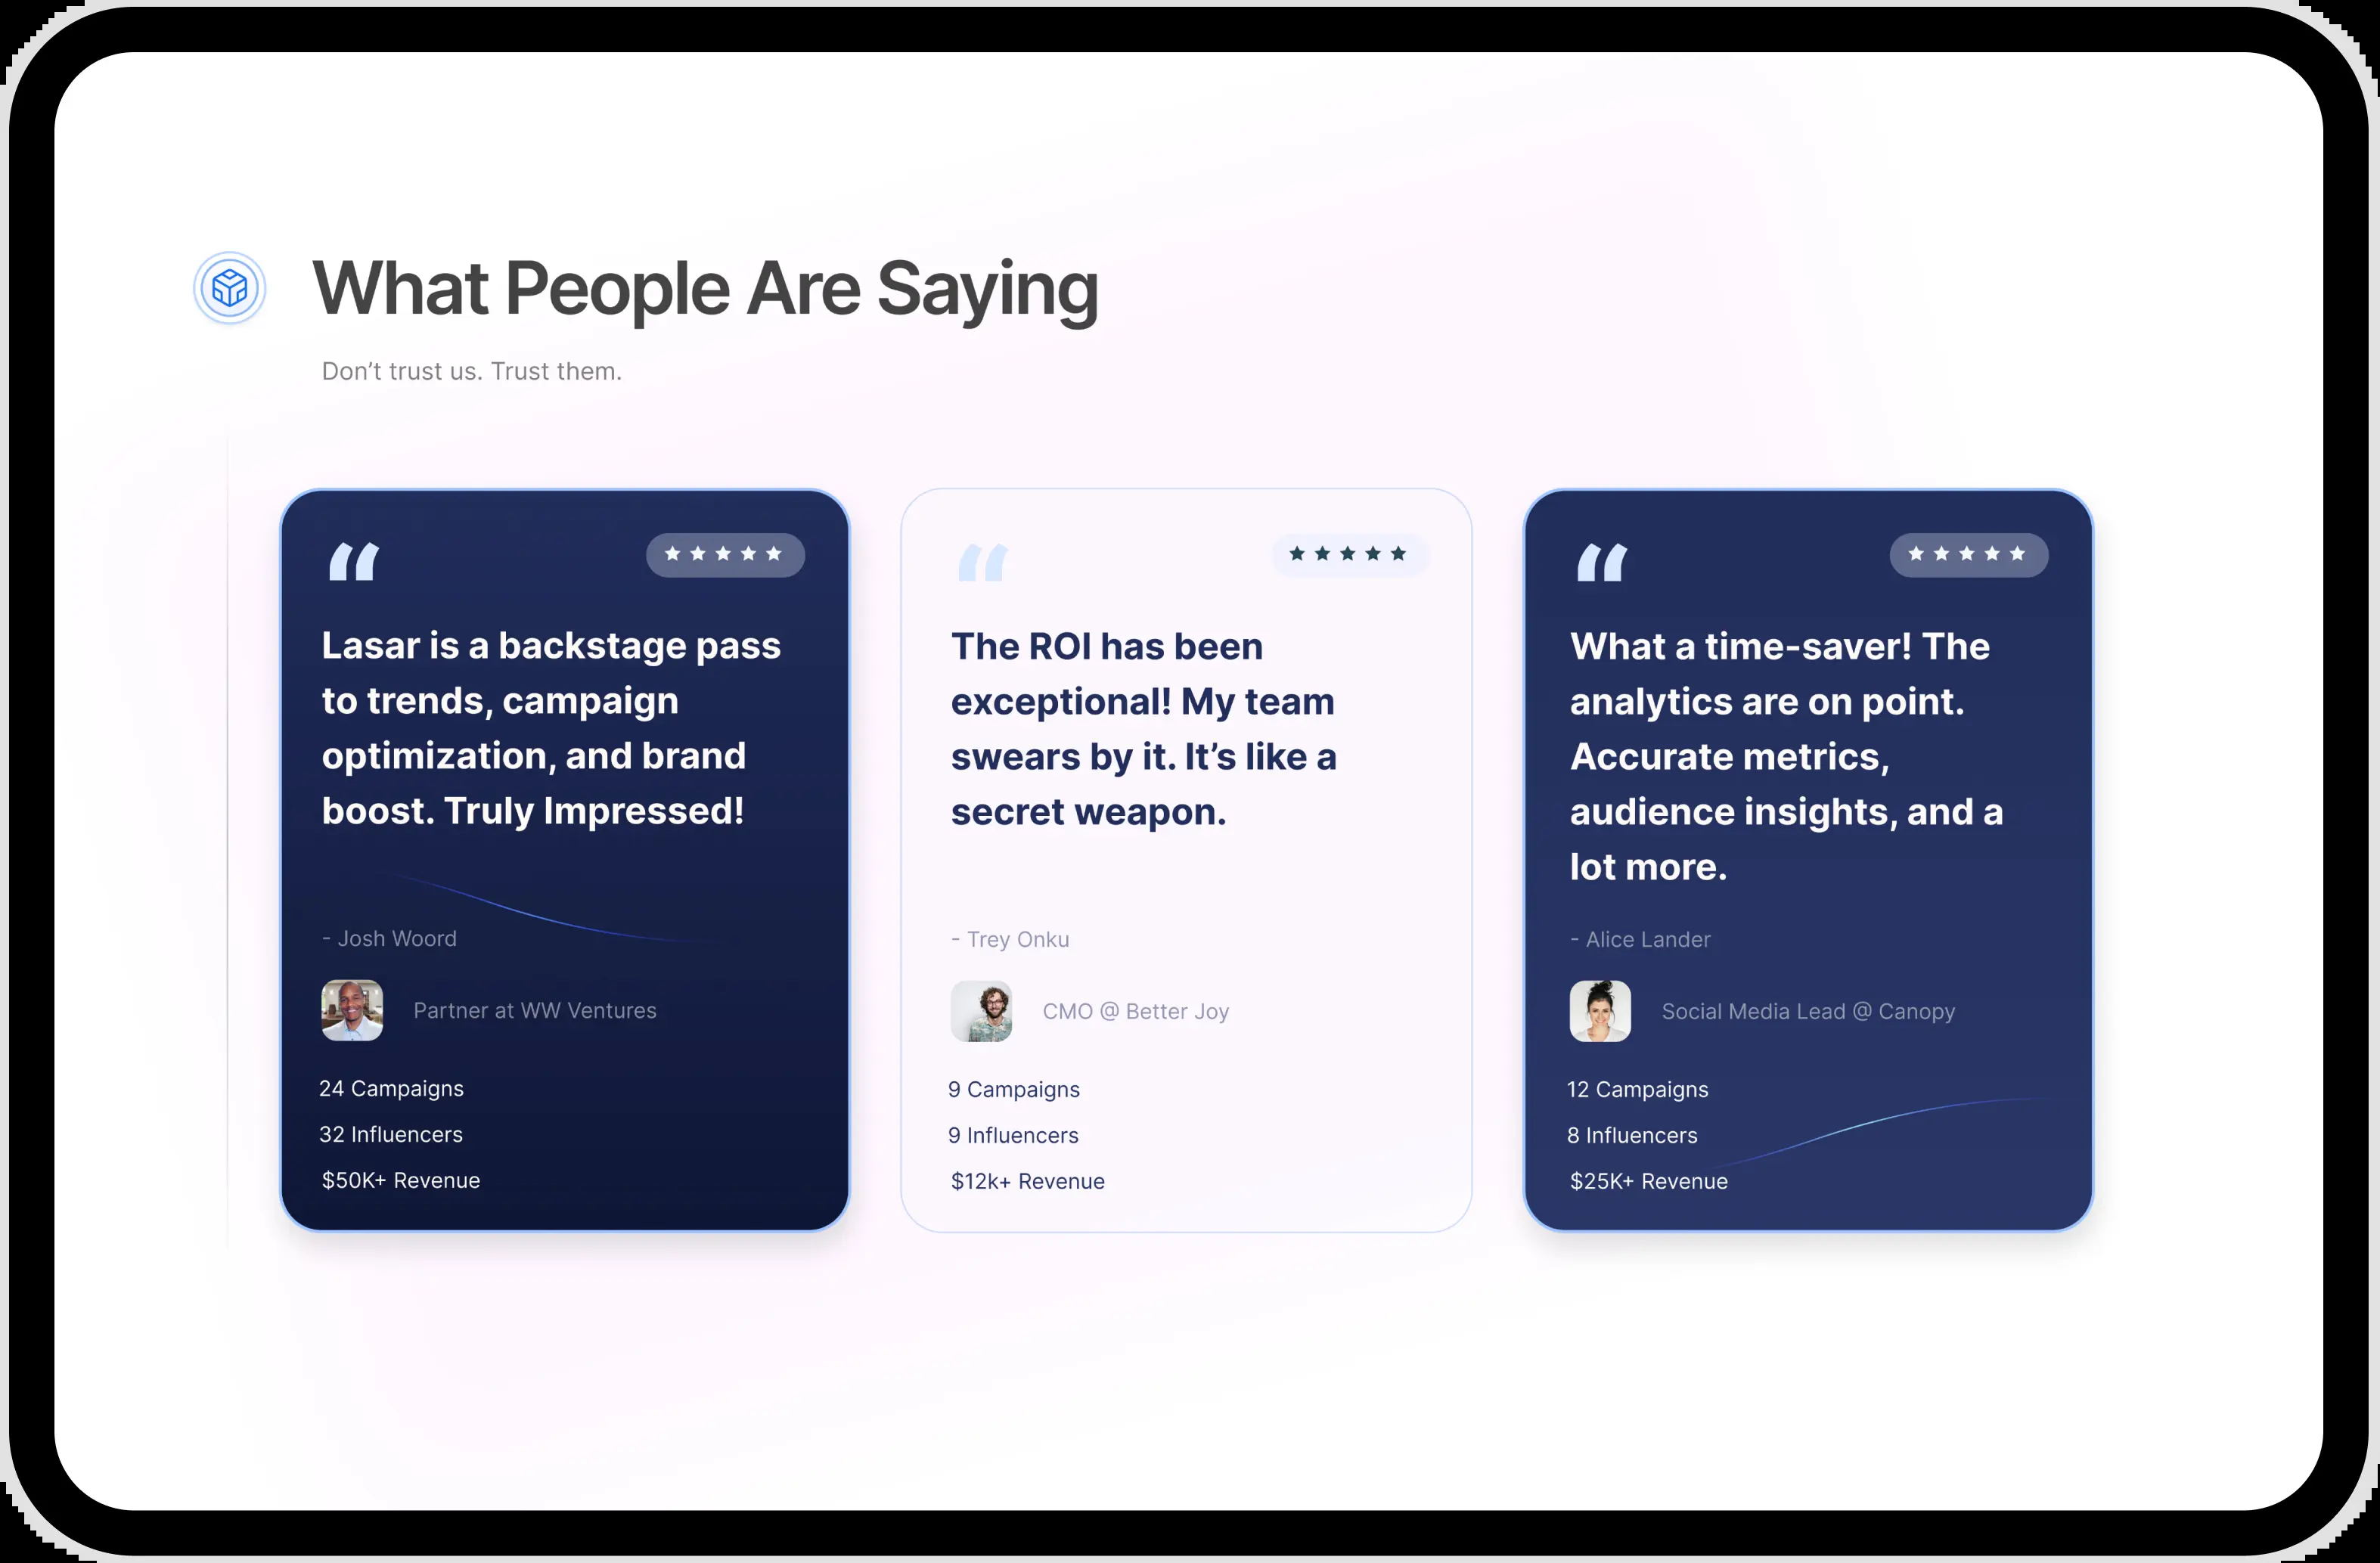 What People Are Saying
Don’t trust us. Trust them.
“
Lasar is a backstage pass
to trends, campaign
optimization, and brand
boost. Truly Impressed!
- Josh Woord
Partner at WW Ventures
24 Campaigns
32 Influencers
$50K+ Revenue
“
The ROI has been
exceptional! My team
swears by it. It’s like a
secret weapon.
- Trey Onku
CMO @ Better Joy
9 Campaigns
9 Influencers
$12k+ Revenue
“
What a time-saver! The
analytics are on point.
Accurate metrics,
audience insights, and a
lot more.
- Alice Lander
Social Media Lead @ Canopy
12 Campaigns
8 Influencers
$25K+ Revenue